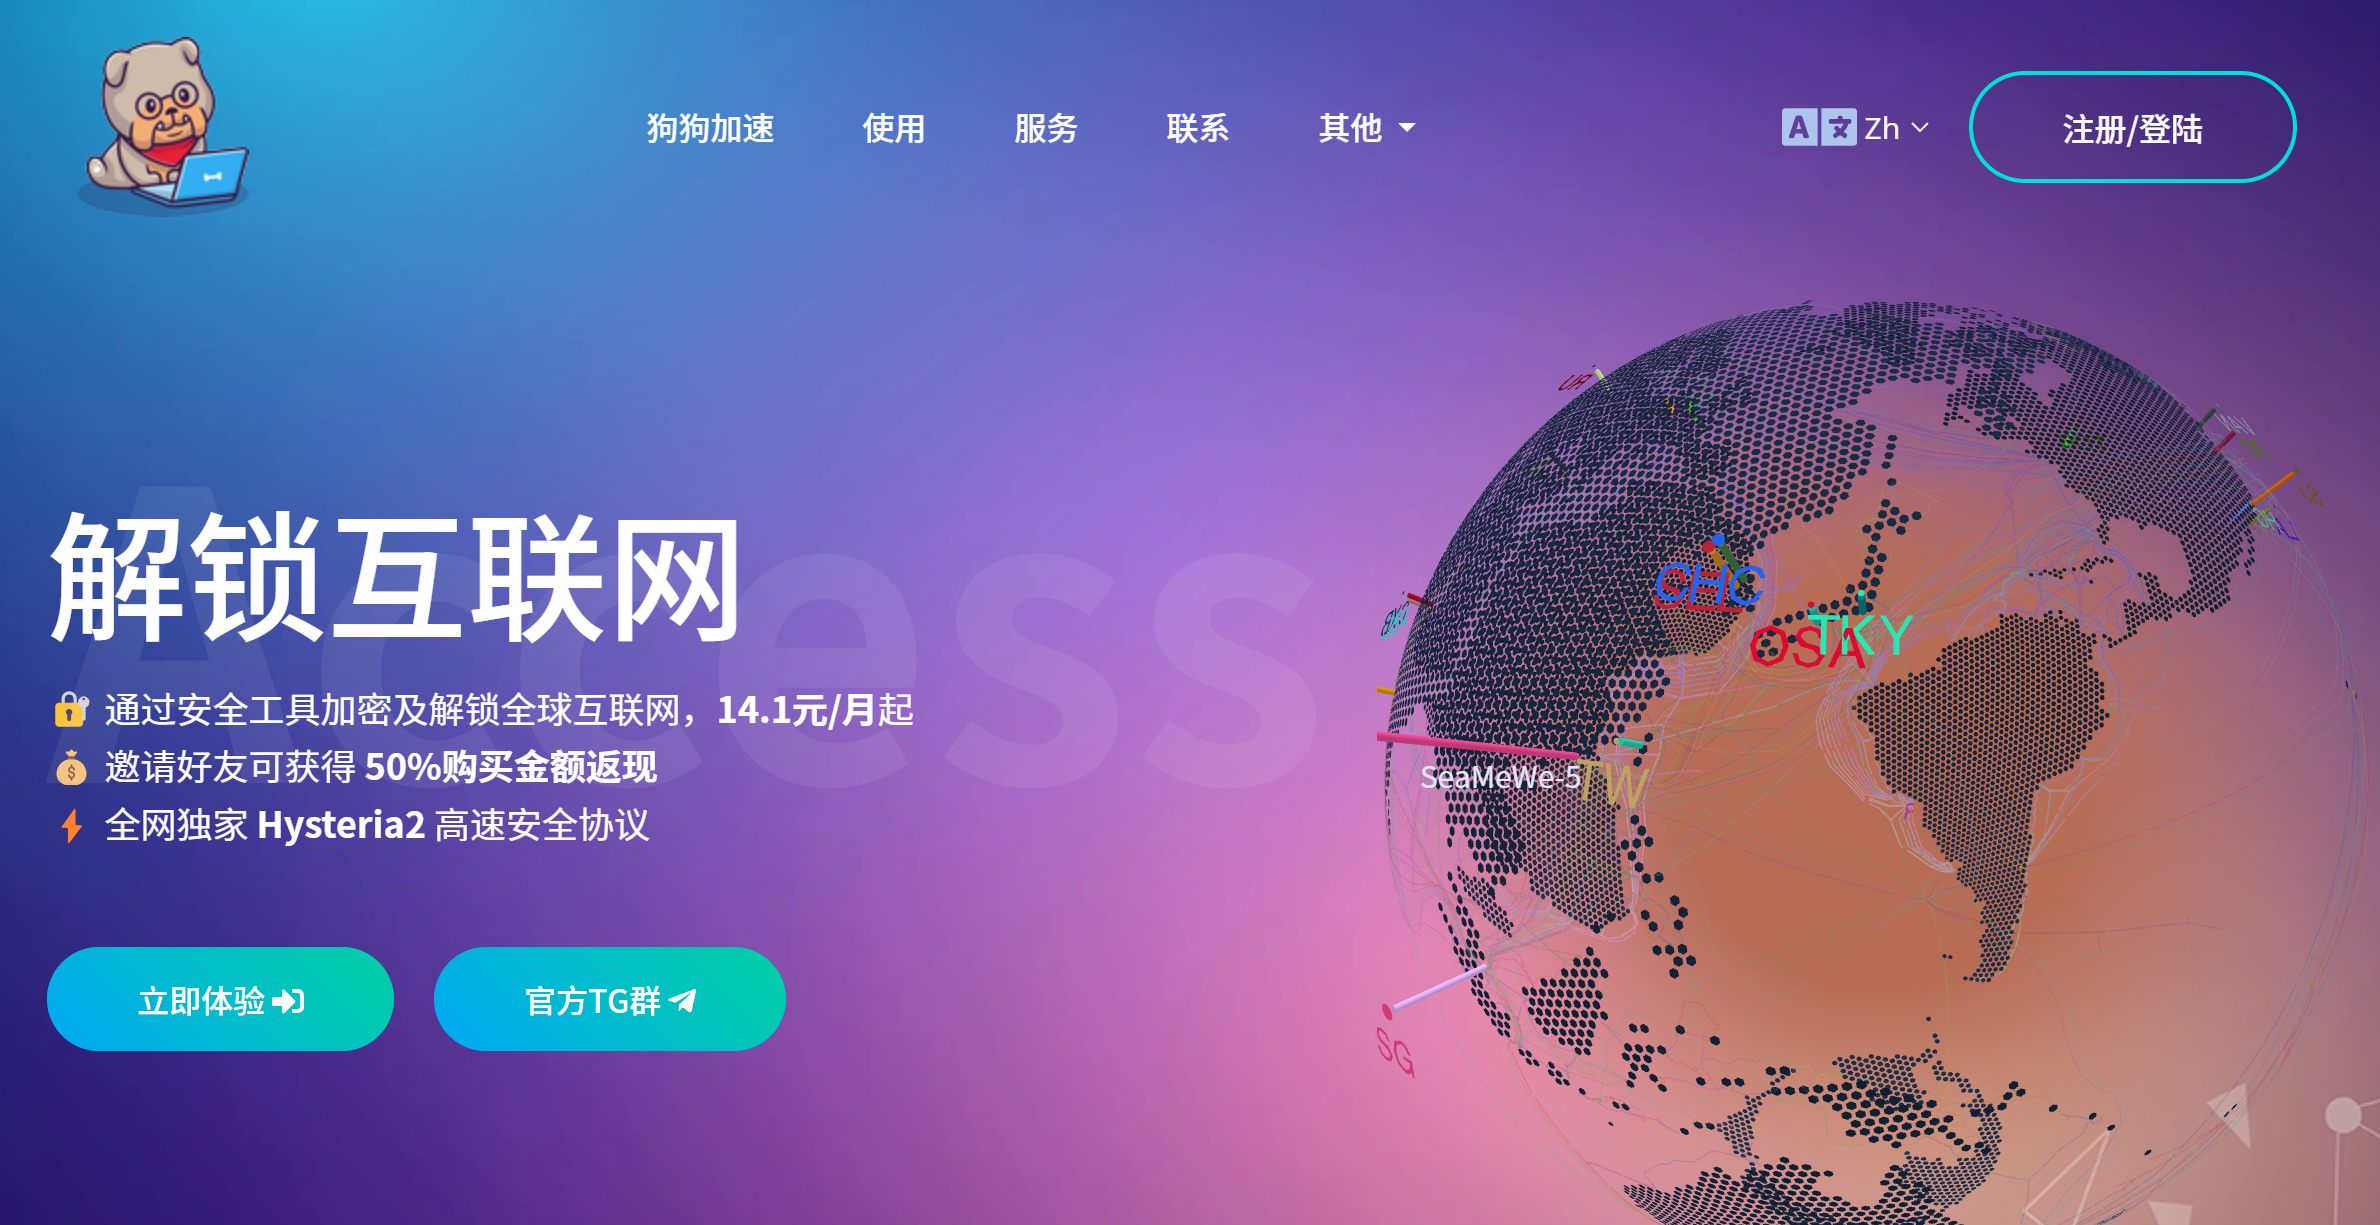 狗狗加速 使用 服务 联系 其他
Zh
注册/登陆
Access
解锁互联网
通过安全工具加密及解锁全球互联网，14.1元/月起
邀请好友可获得 50%购买金额返现
全网独家 Hysteria2 高速安全协议
立即体验
官方TG群
CHC
OSA
TKY
SeaMeWe-5
TW
SG